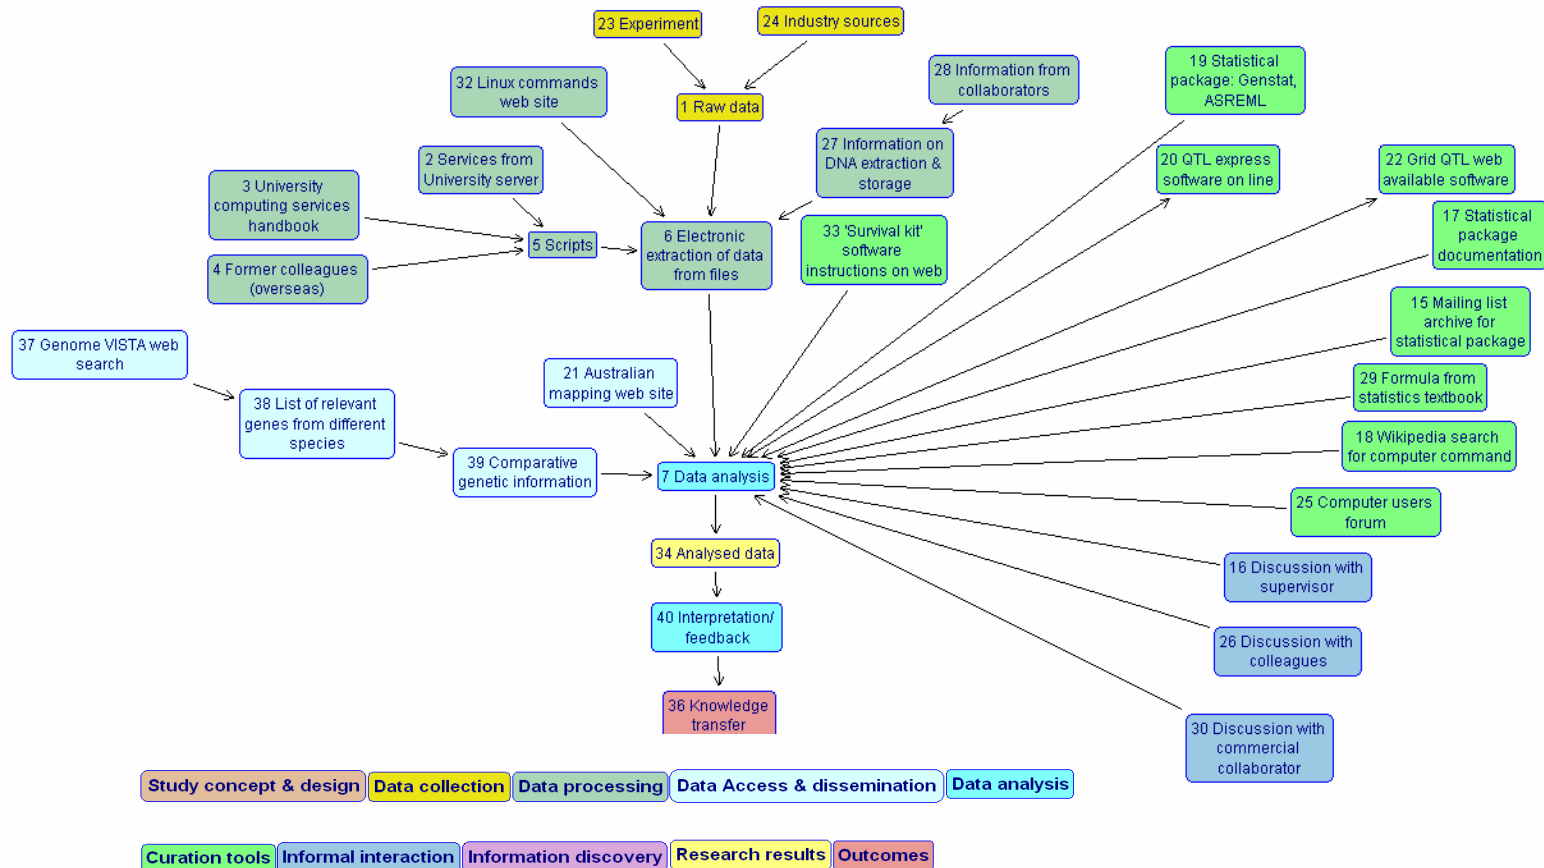 23 Experiment
24 Industry sources
32 Linux commands
web site
1 Raw data
28 Information from
collaborators
19 Statistical
package: Genstat,
ASREML
2 Services from
University server
27 Information on
DNA extraction &
storage
20 QTL express
software on line
22 Grid QTL web
available software
3 University
computing services
handbook
5 Scripts
6 Electronic
extraction of data
from files
33 'Survival kit'
software
instructions on web
17 Statistical
package
documentation
4 Former colleagues
(overseas)
15 Mailing list
archive for
statistical package
37 Genome VISTA web
search
21 Australian
mapping web site
29 Formula from
statistics textbook
38 List of relevant
genes from different
species
18 Wikipedia search
for computer command
39 Comparative
genetic information
7 Data analysis
25 Computer users
forum
34 Analysed data
16 Discussion with
supervisor
40 Interpretation/
feedback
26 Discussion with
colleagues
36 Knowledge
transfer
30 Discussion with
commercial
collaborator
Study concept & design
Data collection
Data processing
Data Access & dissemination
Data analysis
Curation tools
Informal interaction
Information discovery
Research results
Outcomes